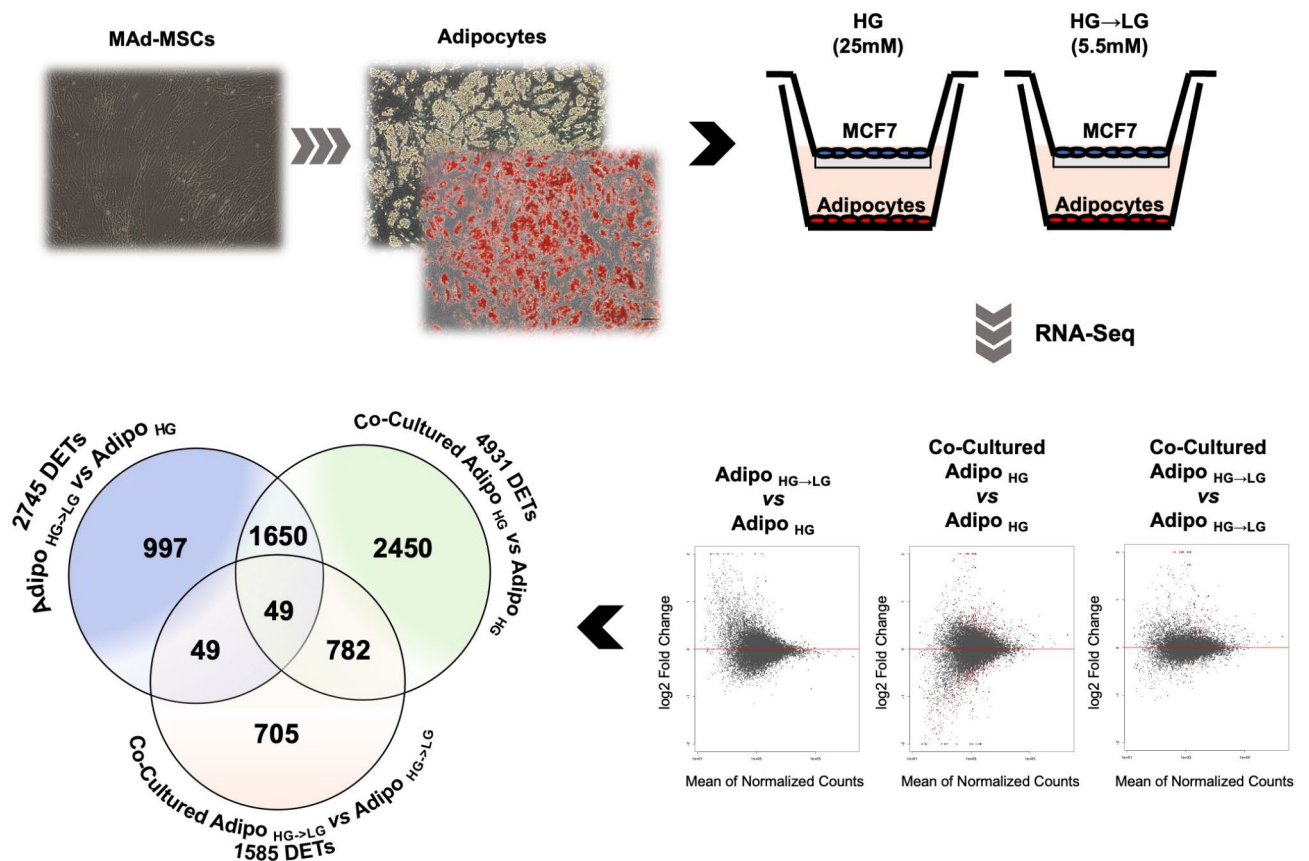 MAd-MSCs
Adipocytes
HG
(25mM)
HG→LG
(5.5mM)
MCF7
Adipocytes
MCF7
Adipocytes
RNA-Seq
2745 DETs
Adipo HG->LG vs Adipo HG
4931 DETs
Co-Cultured Adipo HG vs Adipo HG
997
1650
2450
49
49
782
705
Co-Cultured Adipo HG->LG vs Adipo HG->LG
1585 DETs
Adipo HG→LG
vs
Adipo HG
log2 Fold Change
Mean of Normalized Counts
Co-Cultured
Adipo HG
vs
Adipo HG
log2 Fold Change
Mean of Normalized Counts
Co-Cultured
Adipo HG→LG
vs
Adipo HG→LG
log2 Fold Change
Mean of Normalized Counts